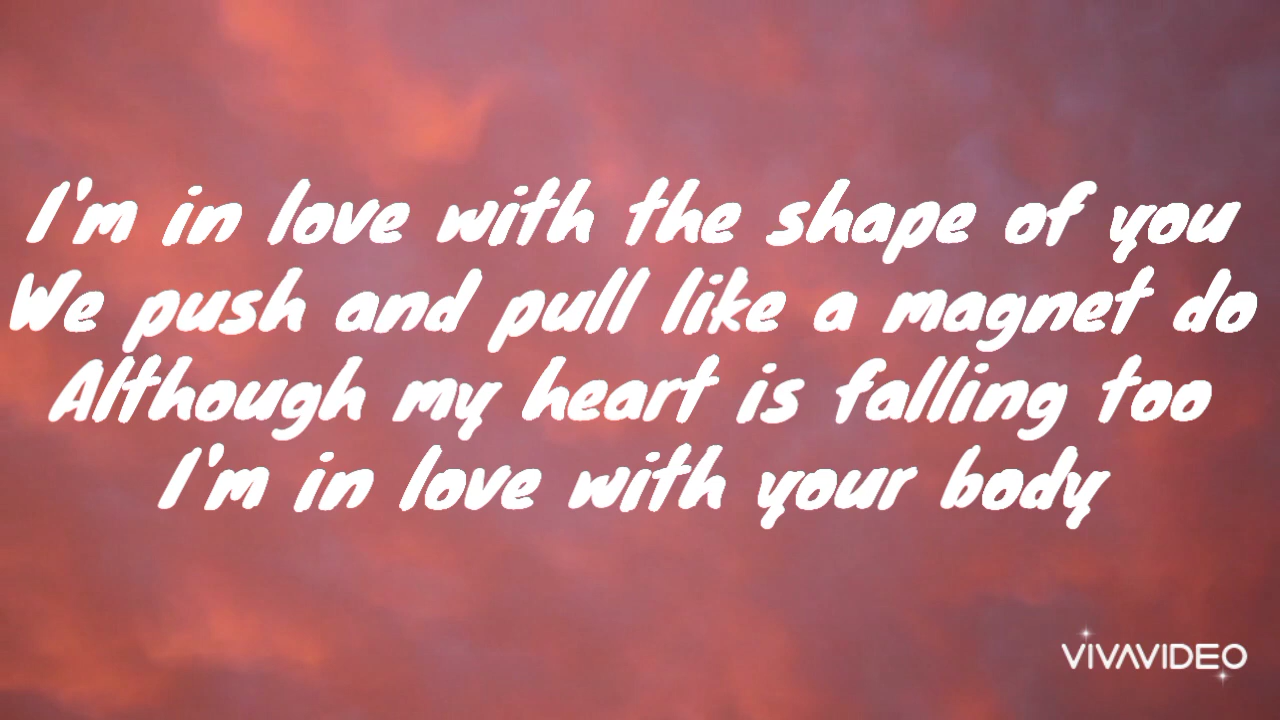 I'm in love with the shape of you
We push and pull like a magnet do
Although my heart is falling too
I'm in love with your body
VIVAVIDEO